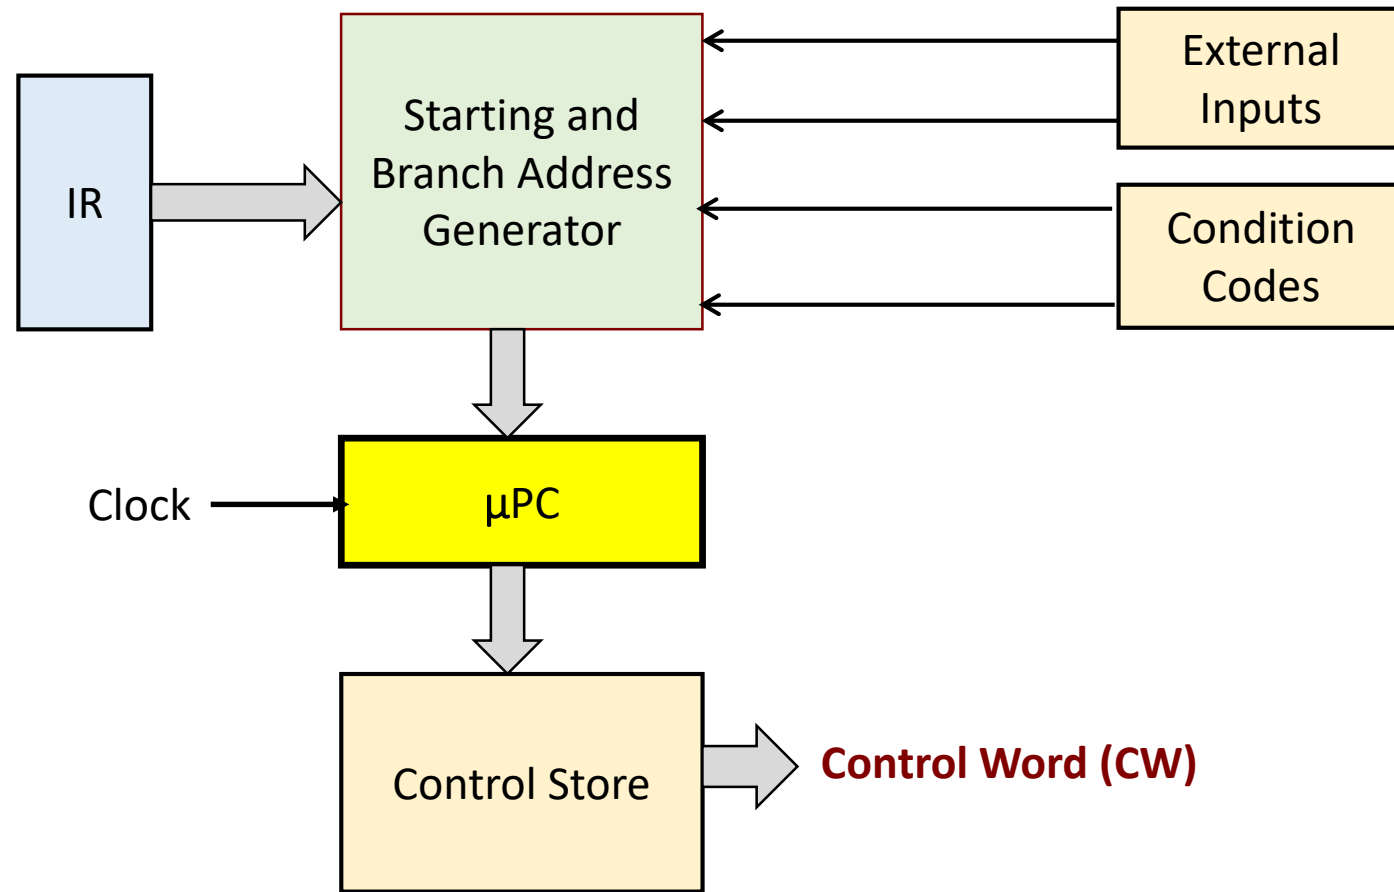 IR
Starting and
Branch Address
Generator
External
Inputs
Condition
Codes
Clock
µPC
Control Store
Control Word (CW)